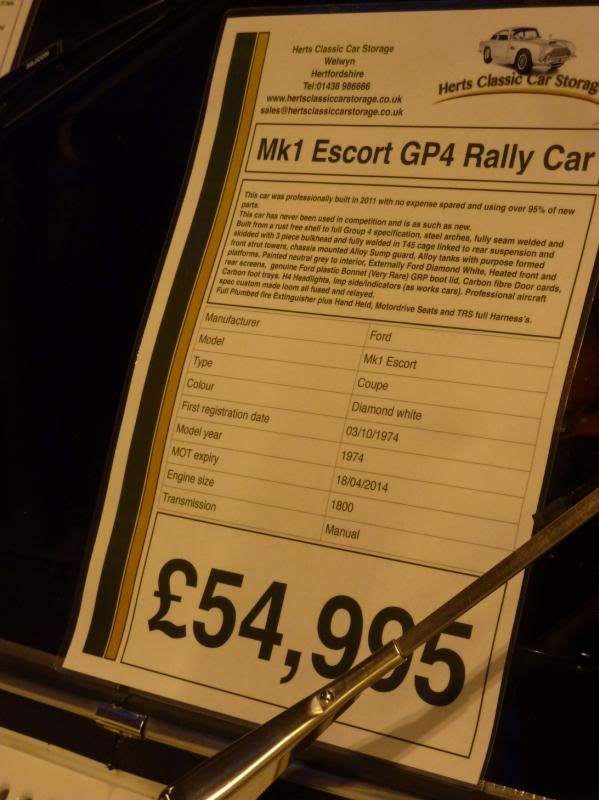 Herts Classic Car Storage
Welwyn
Hertfordshire
Tel:01438 986666
www.hertsclassiccarstorage.co.uk
sales@hertsclassiccarstorage.co.uk
Herts Classic Car Storag
Mk1 Escort GP4 Rally Car
This car was professionally built in 2011 with no expense spared and using over 95% of new
parts.
This car has never been used in competition and is as such as new.
Built from a rust free shell to full Group 4 specification, steel arches, fully seam welded and
skidded with 3 piece bulkhead and fully welded in T45 cage linked to rear suspension and
front strut towers, chassis mounted Alloy Sump guard, Alloy tanks with purpose formed
platforms. Painted neutral grey to interior, Externally Ford Diamond White, Heated front and
rear screens, genuine Ford plastic Bonnet (Very Rare) GRP boot lid, Carbon fibre Door cards,
Carbon foot trays. H4 Headlights, Imp side/indicators (as works cars). Professional aircraft
spec custom made loom all fused and relayed.
Full Plumbed fire Extinguisher plus Hand Held, Motordrive Seats and TRS full Harness's.
Manufacturer Ford
Model Mk1 Escort
Type Coupe
Colour Diamond white
First registration date 03/10/1974
Model year 1974
MOT expiry 18/04/2014
Engine size 1800
Transmission Manual
£54,995